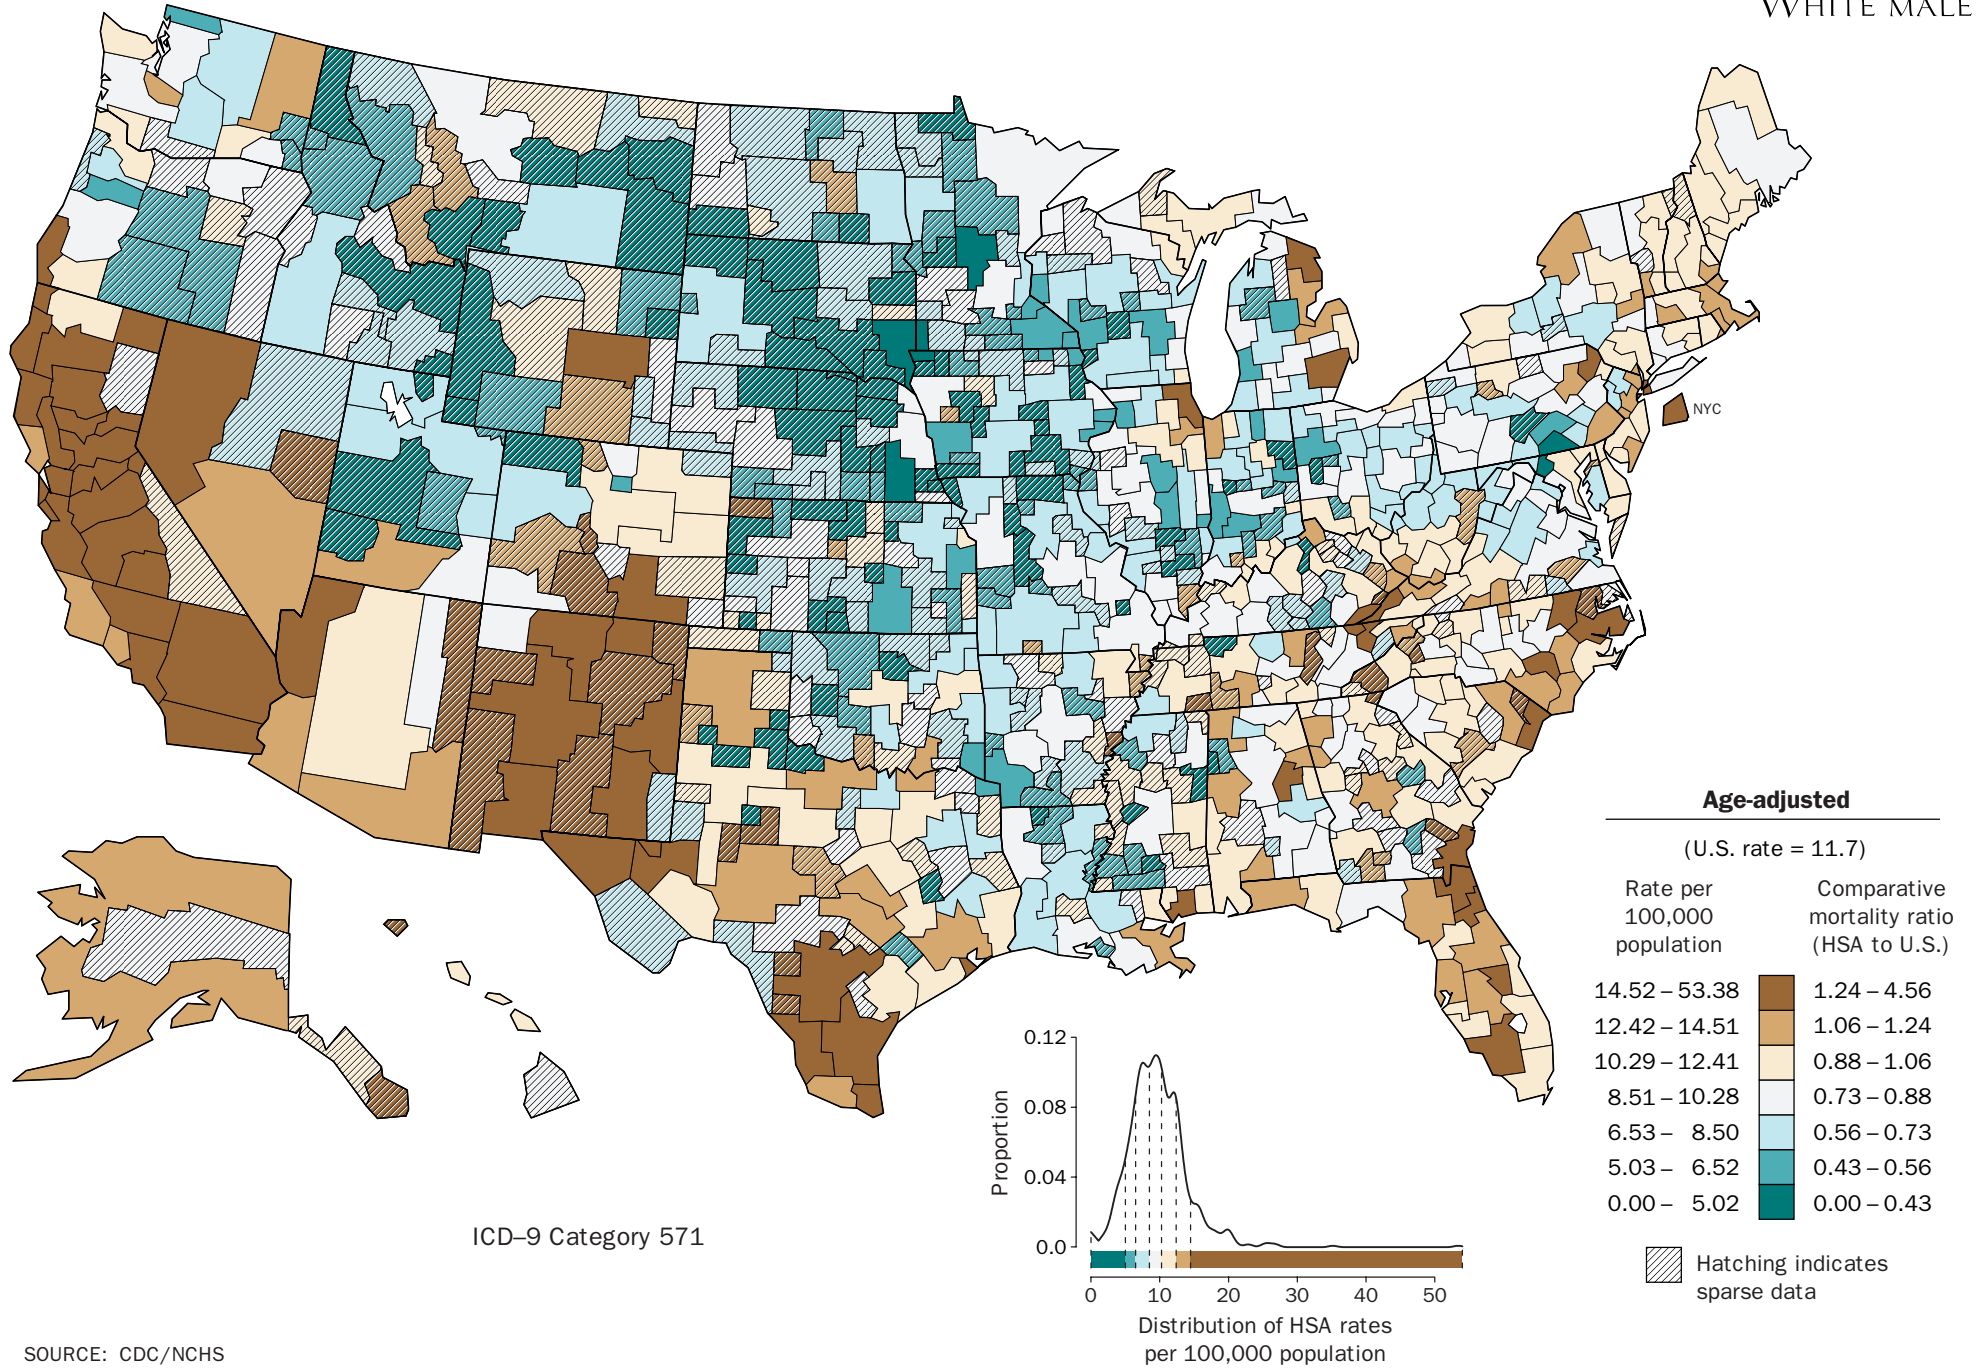 WHITE MALE
NYC
Age-adjusted
(U.S. rate = 11.7)
Rate per
100,000
population
Comparative
mortality ratio
(HSA to U.S.)
14.52 – 53.38 1.24 – 4.56
12.42 – 14.51 1.06 – 1.24
10.29 – 12.41 0.88 – 1.06
8.51 – 10.28 0.73 – 0.88
6.53 – 8.50 0.56 – 0.73
5.03 – 6.52 0.43 – 0.56
0.00 – 5.02 0.00 – 0.43
Hatching indicates
sparse data
Proportion
0.12
0.08
0.04
0.0
0 10 20 30 40 50
Distribution of HSA rates
per 100,000 population
ICD–9 Category 571
SOURCE: CDC/NCHS